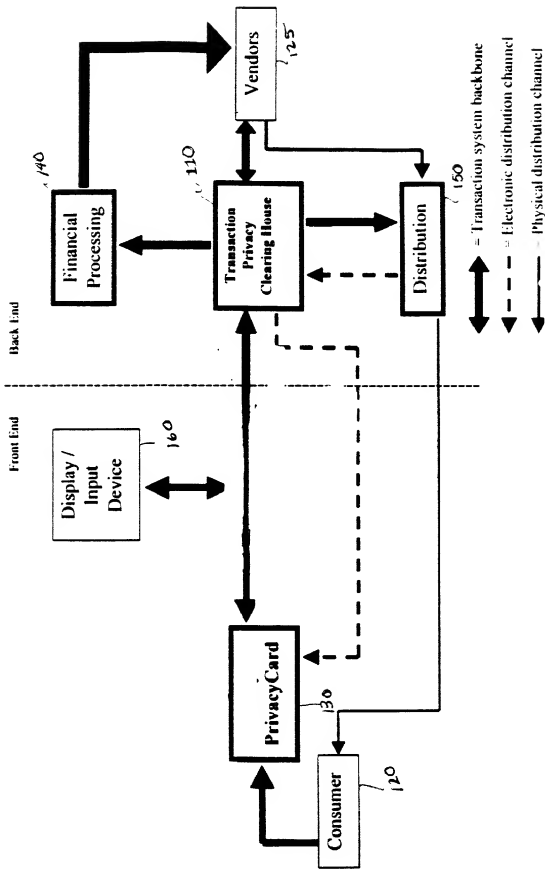 Front End
Back End
Display /
Input
Device
160
Financial
Processing
140
PrivacyCard
130
Transaction
Privacy
Clearing House
110
Vendors
125
Consumer
120
Distribution
150
= Transaction system backbone
= Electronic distribution channel
= Physical distribution channel